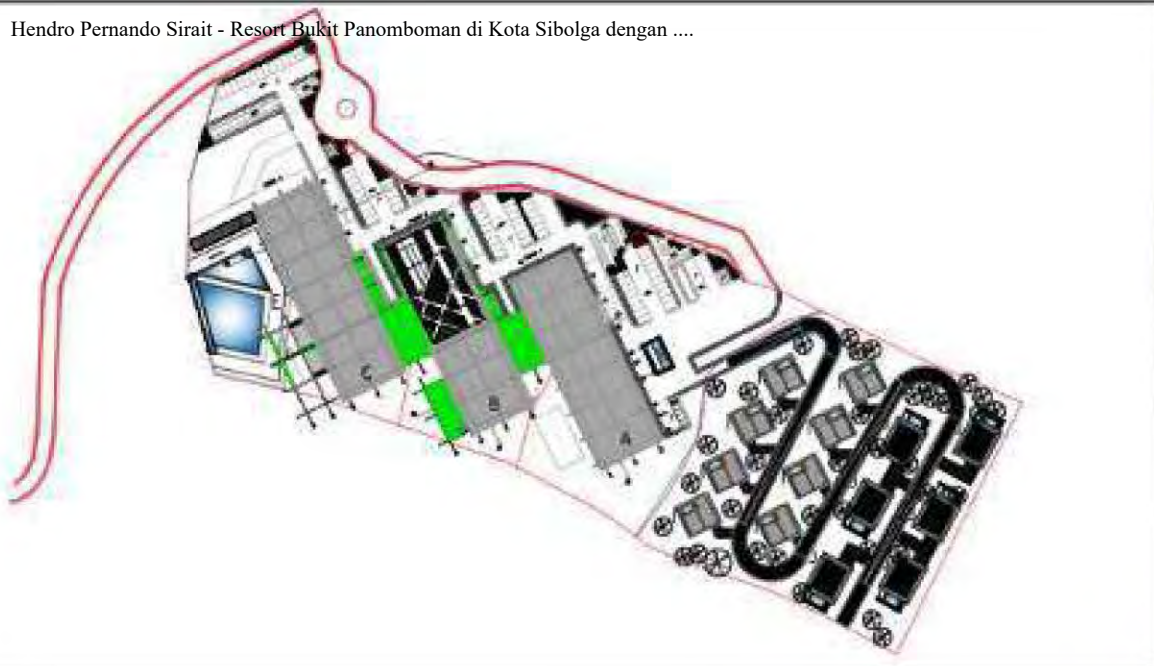 Hendro Pernando Sirait - Resort Bukit Panomboman di Kota Sibolga dengan ....
C
B
A